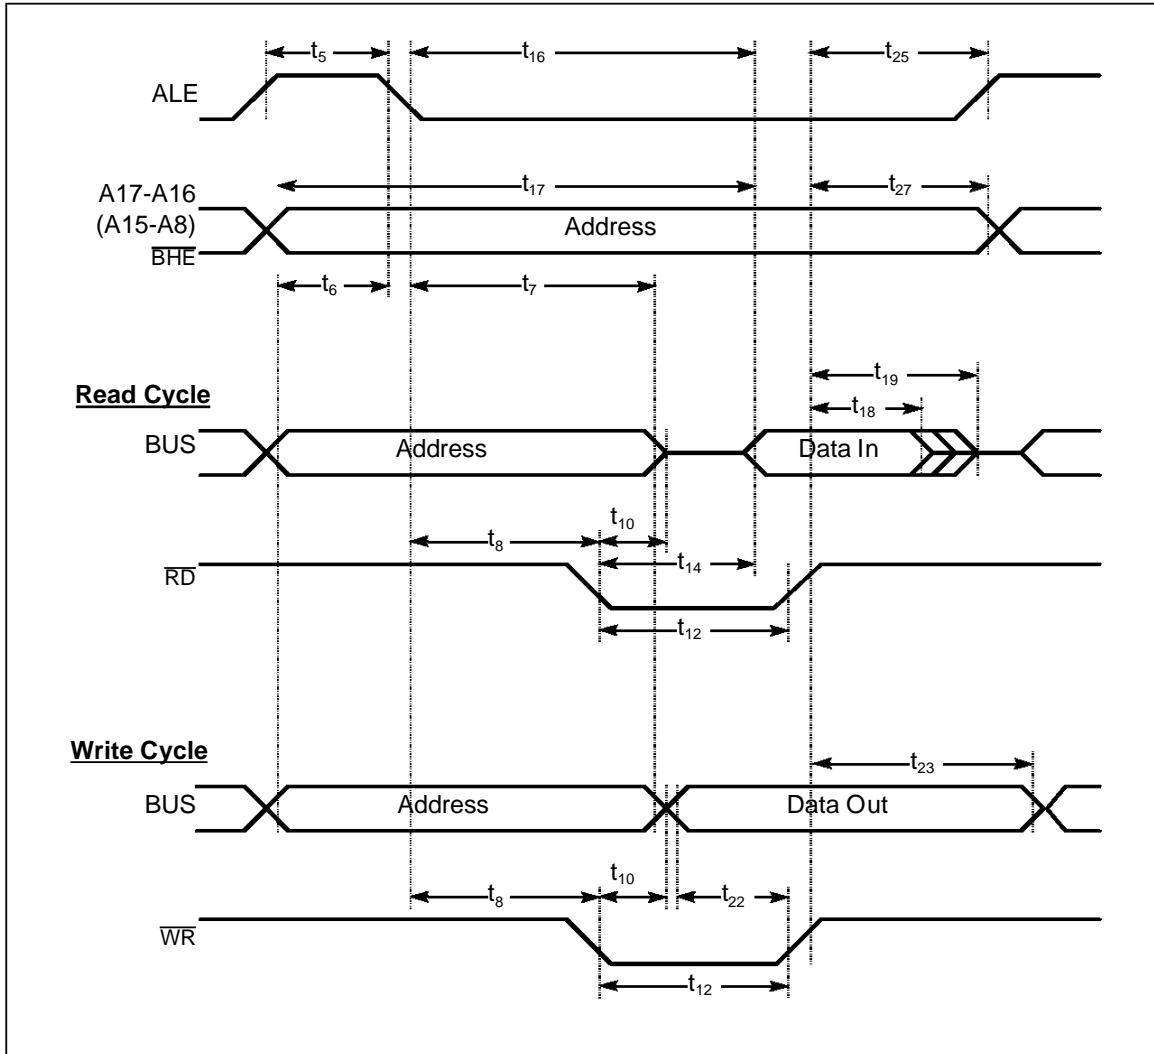 t5
t16
t25
ALE
A17-A16
t17
t27
(A15-A8)
Address
BHE
t6
t7
t19
Read Cycle
t18
BUS
Address
Data In
t10
t8
t14
RD
t12
Write Cycle
t23
BUS
Address
Data Out
t10
t8
t22
WR
t12